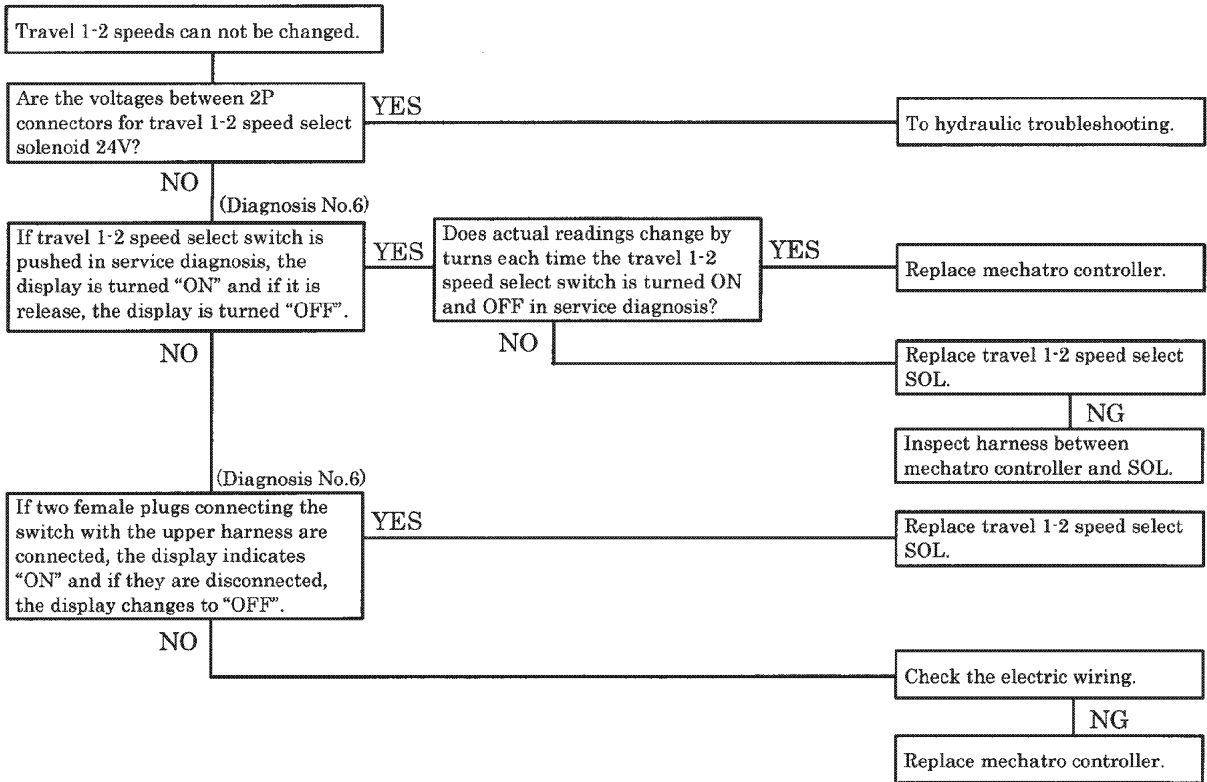 Travel 1-2 speeds can not be changed.
Are the voltages between 2P
connectors for travel 1-2 speed select
solenoid 24V?
YES
To hydraulic troubleshooting.
NO
(Diagnosis No.6)
If travel 1-2 speed select switch is
pushed in service diagnosis, the
display is turned “ON” and if it is
release, the display is turned “OFF”.
YES
Does actual readings change by
turns each time the travel 1-2
speed select switch is turned ON
and OFF in service diagnosis?
YES
Replace mechatro controller.
NO
Replace travel 1-2 speed select
SOL.
NG
Inspect harness between
mechatro controller and SOL.
NO
(Diagnosis No.6)
If two female plugs connecting the
switch with the upper harness are
connected, the display indicates
“ON” and if they are disconnected,
the display changes to “OFF”.
YES
Replace travel 1-2 speed select
SOL.
NO
Check the electric wiring.
NG
Replace mechatro controller.